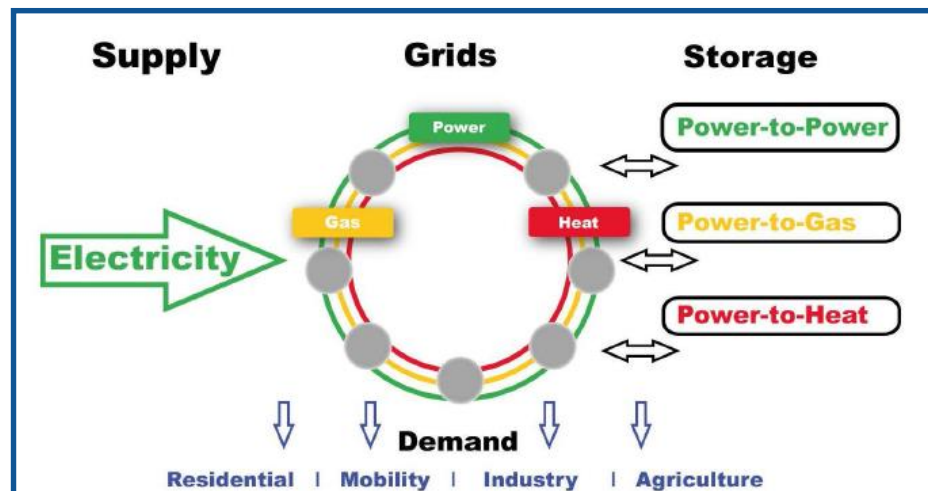 Supply Grids Storage
Power
Power-to-Power
Gas
Heat
Power-to-Gas
Electricity
Power-to-Heat
Demand
Residential | Mobility | Industry | Agriculture